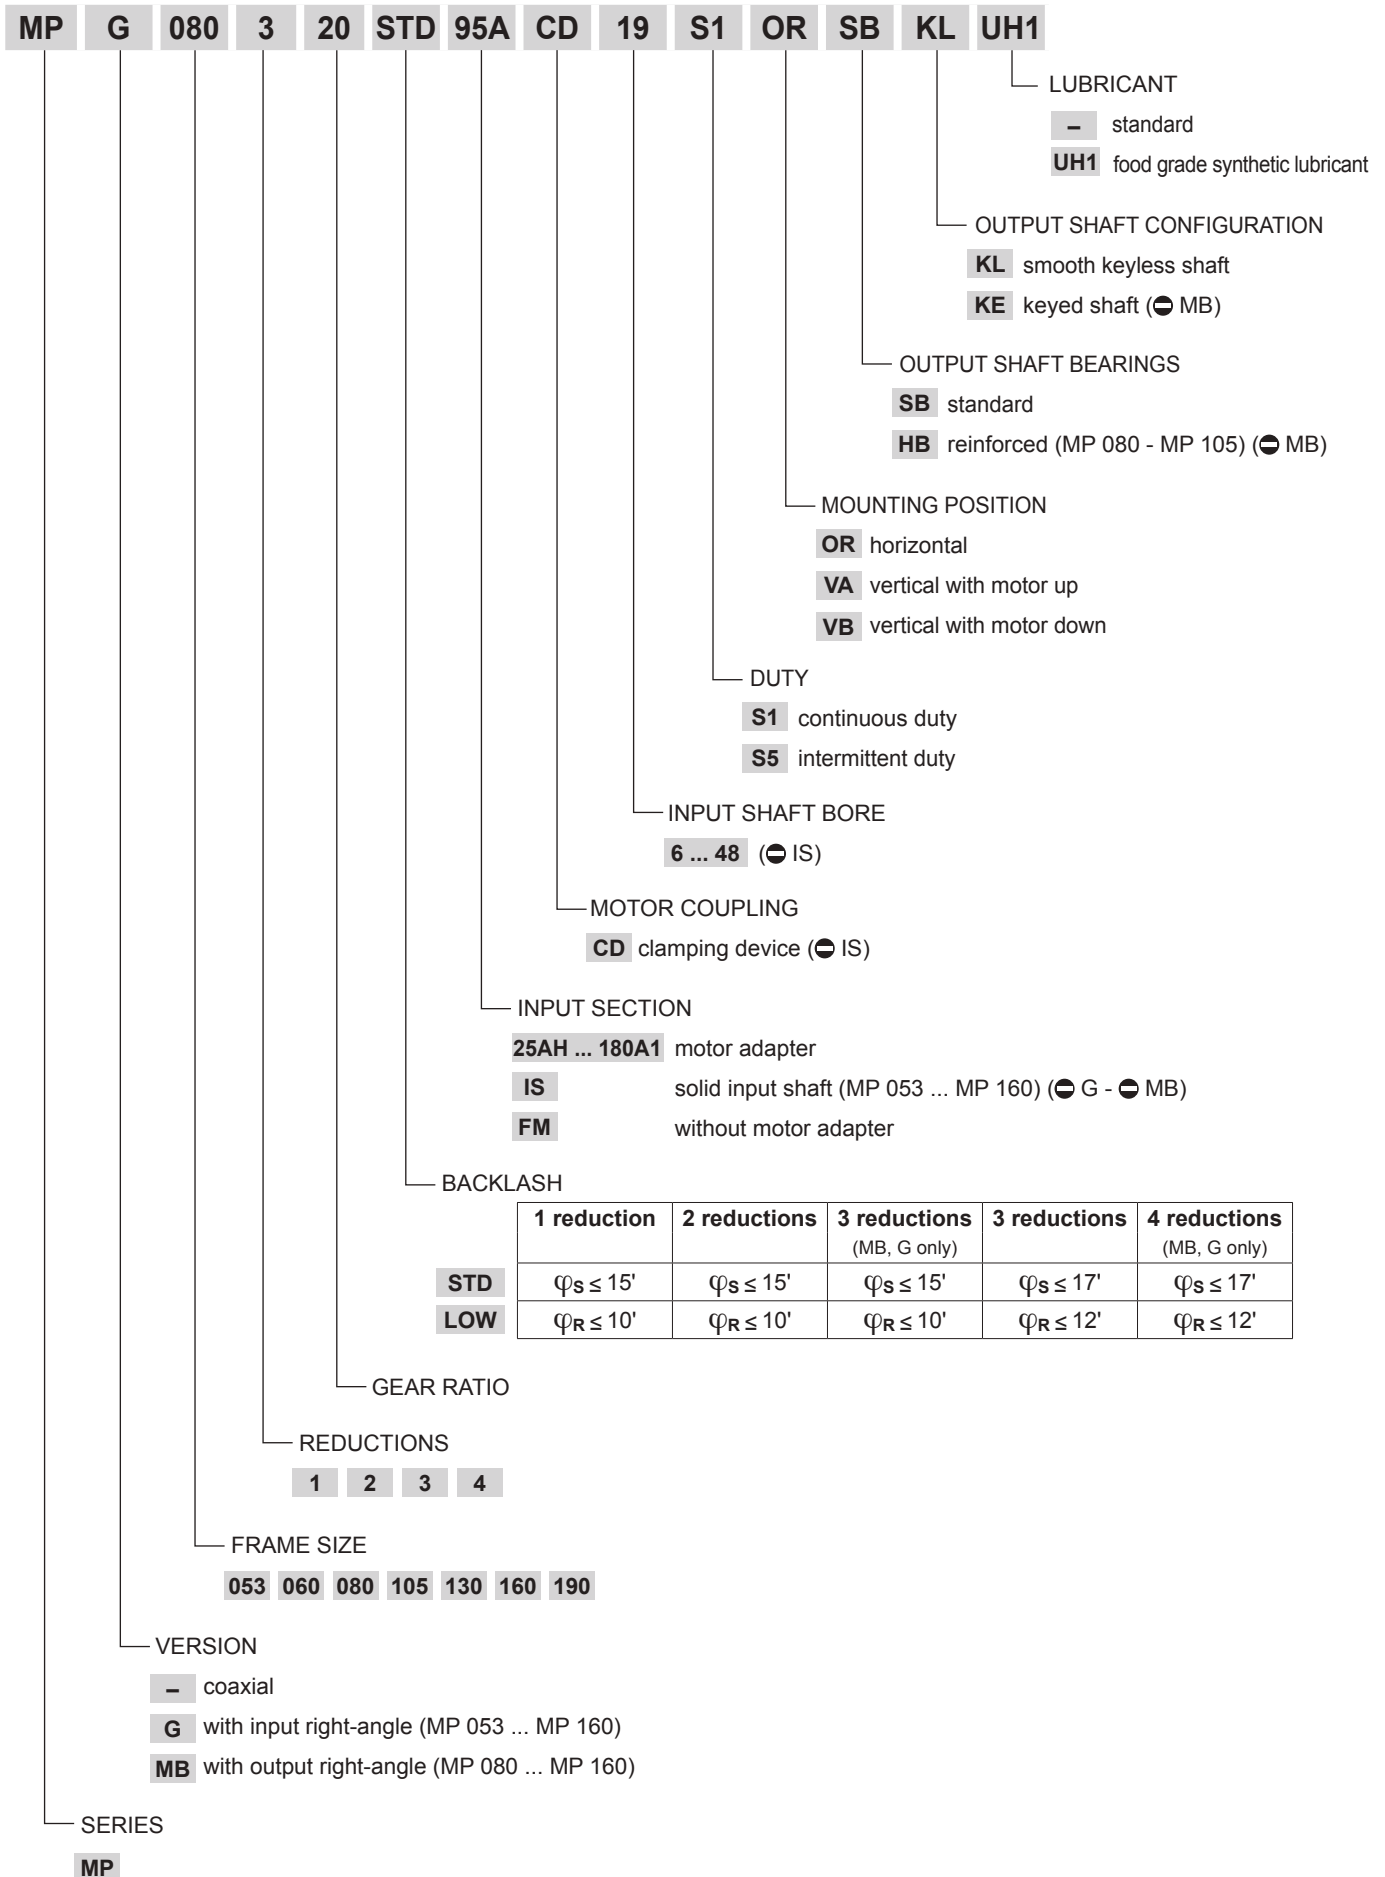 MP G 080 3 20 STD 95A CD 19 S1 OR SB KL UH1
LUBRICANT
– standard
UH1 food grade synthetic lubricant
OUTPUT SHAFT CONFIGURATION
KL smooth keyless shaft
KE keyed shaft (⛔ MB)
OUTPUT SHAFT BEARINGS
SB standard
HB reinforced (MP 080 - MP 105) (⛔ MB)
MOUNTING POSITION
OR horizontal
VA vertical with motor up
VB vertical with motor down
DUTY
S1 continuous duty
S5 intermittent duty
INPUT SHAFT BORE
6 ... 48 (⛔ IS)
MOTOR COUPLING
CD clamping device (⛔ IS)
INPUT SECTION
25AH ... 180A1 motor adapter
IS solid input shaft (MP 053 ... MP 160) (⛔ G - ⛔ MB)
FM without motor adapter
BACKLASH
1 reduction 2 reductions 3 reductions 3 reductions 4 reductions
(MB, G only) (MB, G only)
STD φS ≤ 15' φS ≤ 15' φS ≤ 15' φS ≤ 17' φS ≤ 17'
LOW φR ≤ 10' φR ≤ 10' φR ≤ 10' φR ≤ 12' φR ≤ 12'
GEAR RATIO
REDUCTIONS
1 2 3 4
FRAME SIZE
053 060 080 105 130 160 190
VERSION
– coaxial
G with input right-angle (MP 053 ... MP 160)
MB with output right-angle (MP 080 ... MP 160)
SERIES
MP